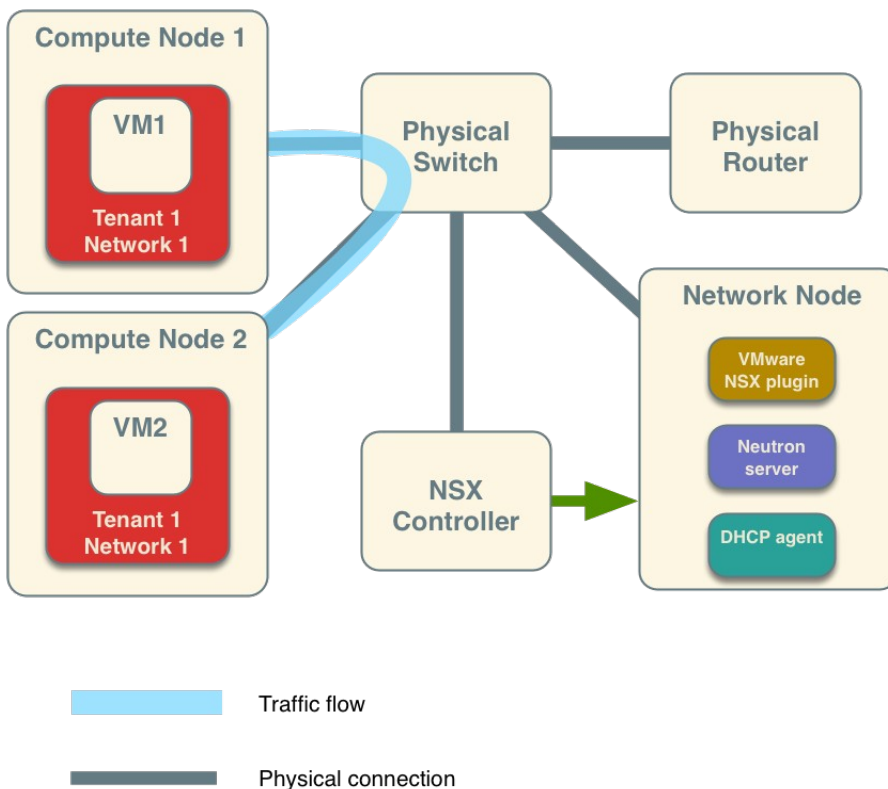 Compute Node 1
VM1
Tenant 1
Network 1
Physical
Switch
Physical
Router
Compute Node 2
VM2
Tenant 1
Network 1
NSX
Controller
Network Node
VMware
NSX plugin
Neutron
server
DHCP agent
Traffic flow
Physical connection